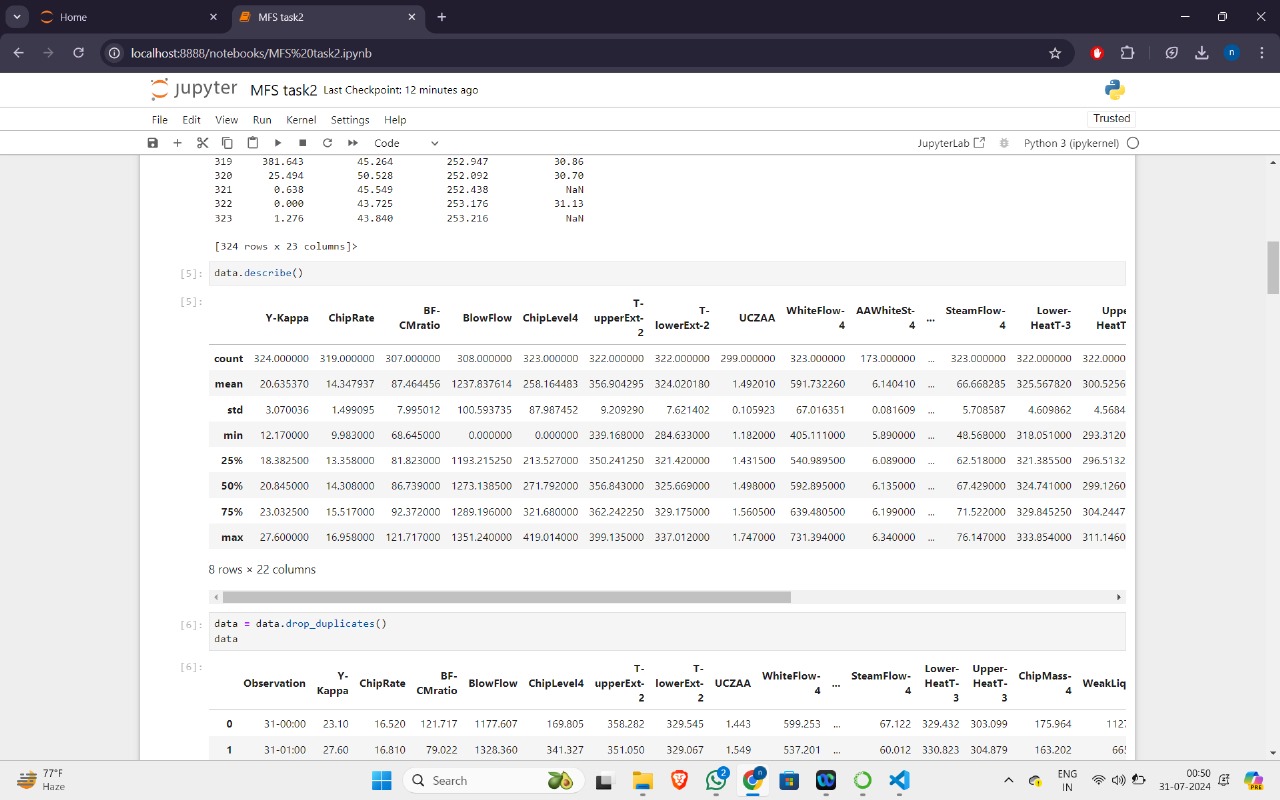 Home
MFS task2
localhost:8888/notebooks/MFS%20task2.ipynb
n
jupyter MFS task2 Last Checkpoint: 12 minutes ago
File Edit View Run Kernel Settings Help
Trusted
Code
JupyterLab
Python 3 (ipykernel)
319 381.643 45.264 252.947 30.86
320 25.494 50.528 252.092 30.70
321 0.638 45.549 252.438 NaN
322 0.000 43.725 253.176 31.13
323 1.276 43.840 253.216 NaN
[324 rows x 23 columns]>
[5]: data.describe()
[5]:
Y-Kappa ChipRate BF-CMratio BlowFlow ChipLevel4 T-upperExt-2 T-lowerExt-2 UCZAA WhiteFlow-4 AAWhiteSt-4 ... SteamFlow-4 Lower-HeatT-3 Uppe HeatT
count 324.000000 319.000000 307.000000 308.000000 323.000000 322.000000 322.000000 299.000000 323.000000 173.000000 ... 323.000000 322.000000 322.0000
mean 20.635370 14.347937 87.464456 1237.837614 258.164483 356.904295 324.020180 1.492010 591.732260 6.140410 ... 66.668285 325.567820 300.5256
std 3.070036 1.499095 7.995012 100.593735 87.987452 9.209290 7.621402 0.105923 67.016351 0.081609 ... 5.708587 4.609862 4.5684
min 12.170000 9.983000 68.645000 0.000000 0.000000 339.168000 284.633000 1.182000 405.111000 5.890000 ... 48.568000 318.051000 293.3120
25% 18.382500 13.358000 81.823000 1193.215250 213.527000 350.241250 321.420000 1.431500 540.989500 6.089000 ... 62.518000 321.385500 296.5132
50% 20.845000 14.308000 86.739000 1273.138500 271.792000 356.843000 325.669000 1.498000 592.895000 6.135000 ... 67.429000 324.741000 299.1260
75% 23.032500 15.517000 92.372000 1289.196000 321.680000 362.242250 329.175000 1.560500 639.480500 6.199000 ... 71.522000 329.845250 304.2447
max 27.600000 16.958000 121.717000 1351.240000 419.014000 399.135000 337.012000 1.747000 731.394000 6.340000 ... 76.147000 333.854000 311.1460
8 rows × 22 columns
[6]: data = data.drop_duplicates()
data
[6]:
Observation Y-Kappa ChipRate BF-CMratio BlowFlow ChipLevel4 T-upperExt-2 T-lowerExt-2 UCZAA WhiteFlow-4 ... SteamFlow-4 Lower-HeatT-3 Upper-HeatT-3 ChipMass-4 WeakLiq
0 31-00:00 23.10 16.520 121.717 1177.607 169.805 358.282 329.545 1.443 599.253 ... 67.122 329.432 303.099 175.964 1127
1 31-01:00 27.60 16.810 79.022 1328.360 341.327 351.050 329.067 1.549 537.201 ... 60.012 330.823 304.879 163.202 665
77°F
Haze
Search
2
n
PRE
ENG
IN
00:50
31-07-2024